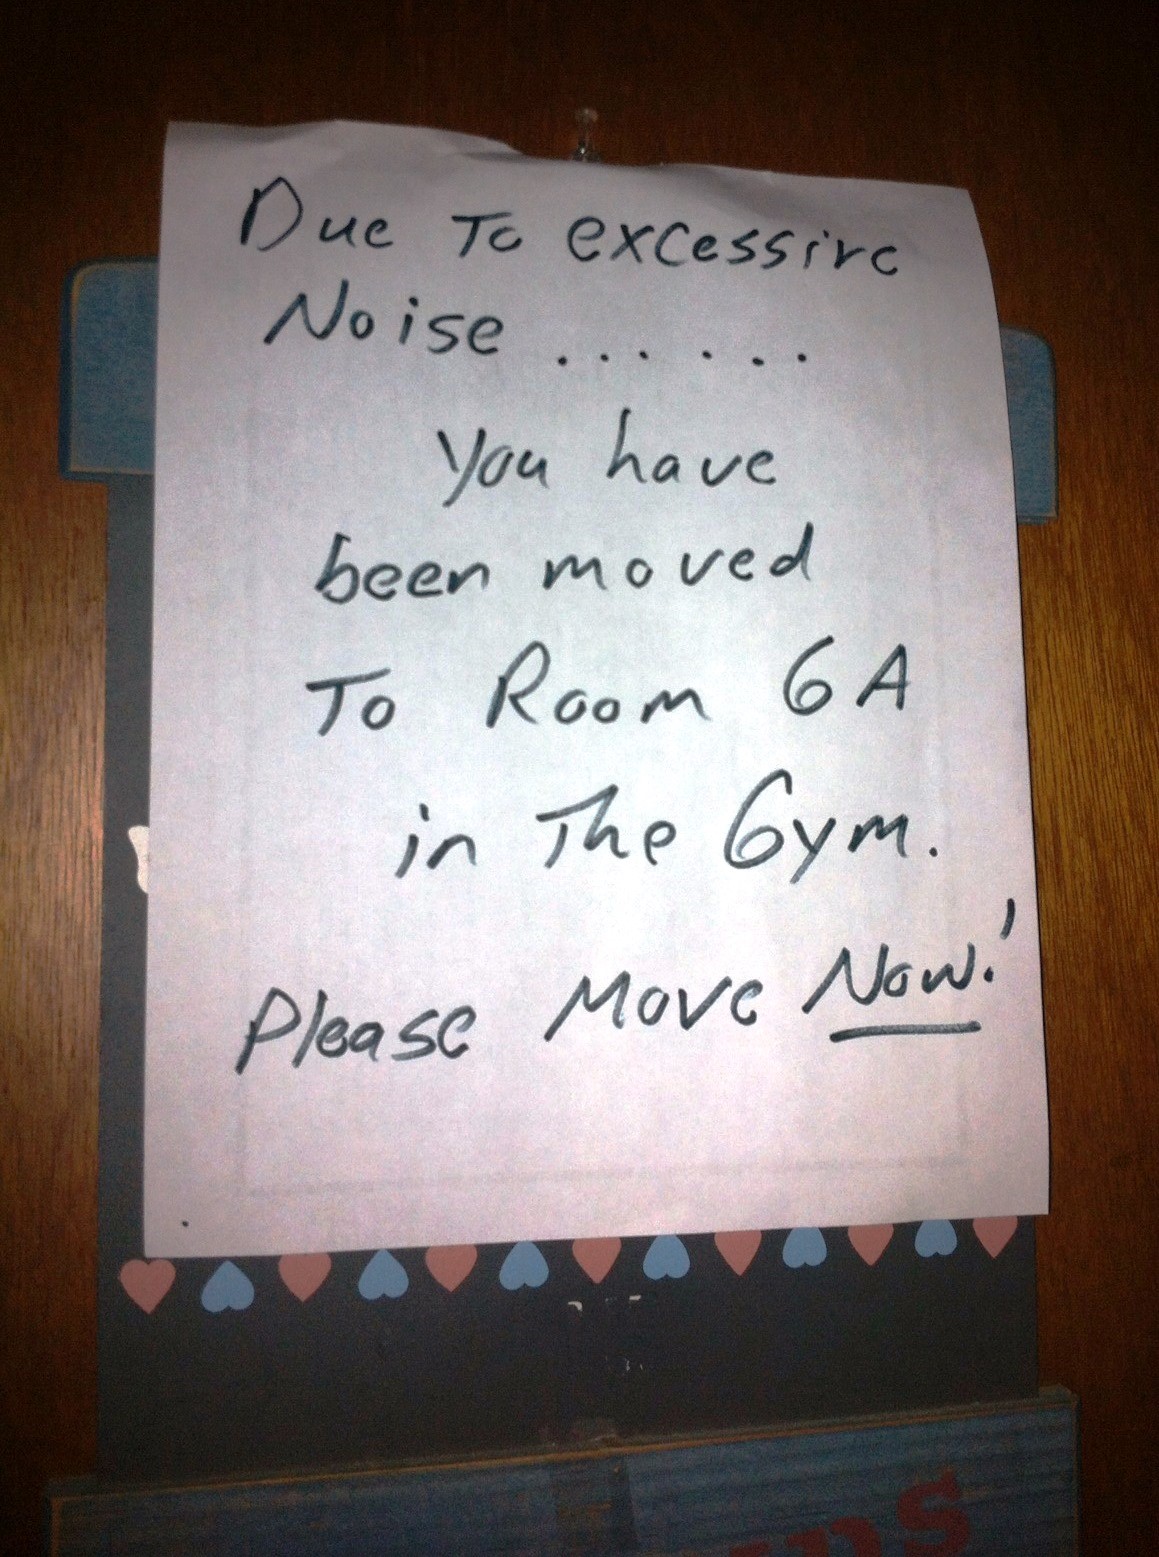 Due To excessive
Noise . . . . . .
You have
been moved
To Room 6A
in The Gym.
Please Move Now!